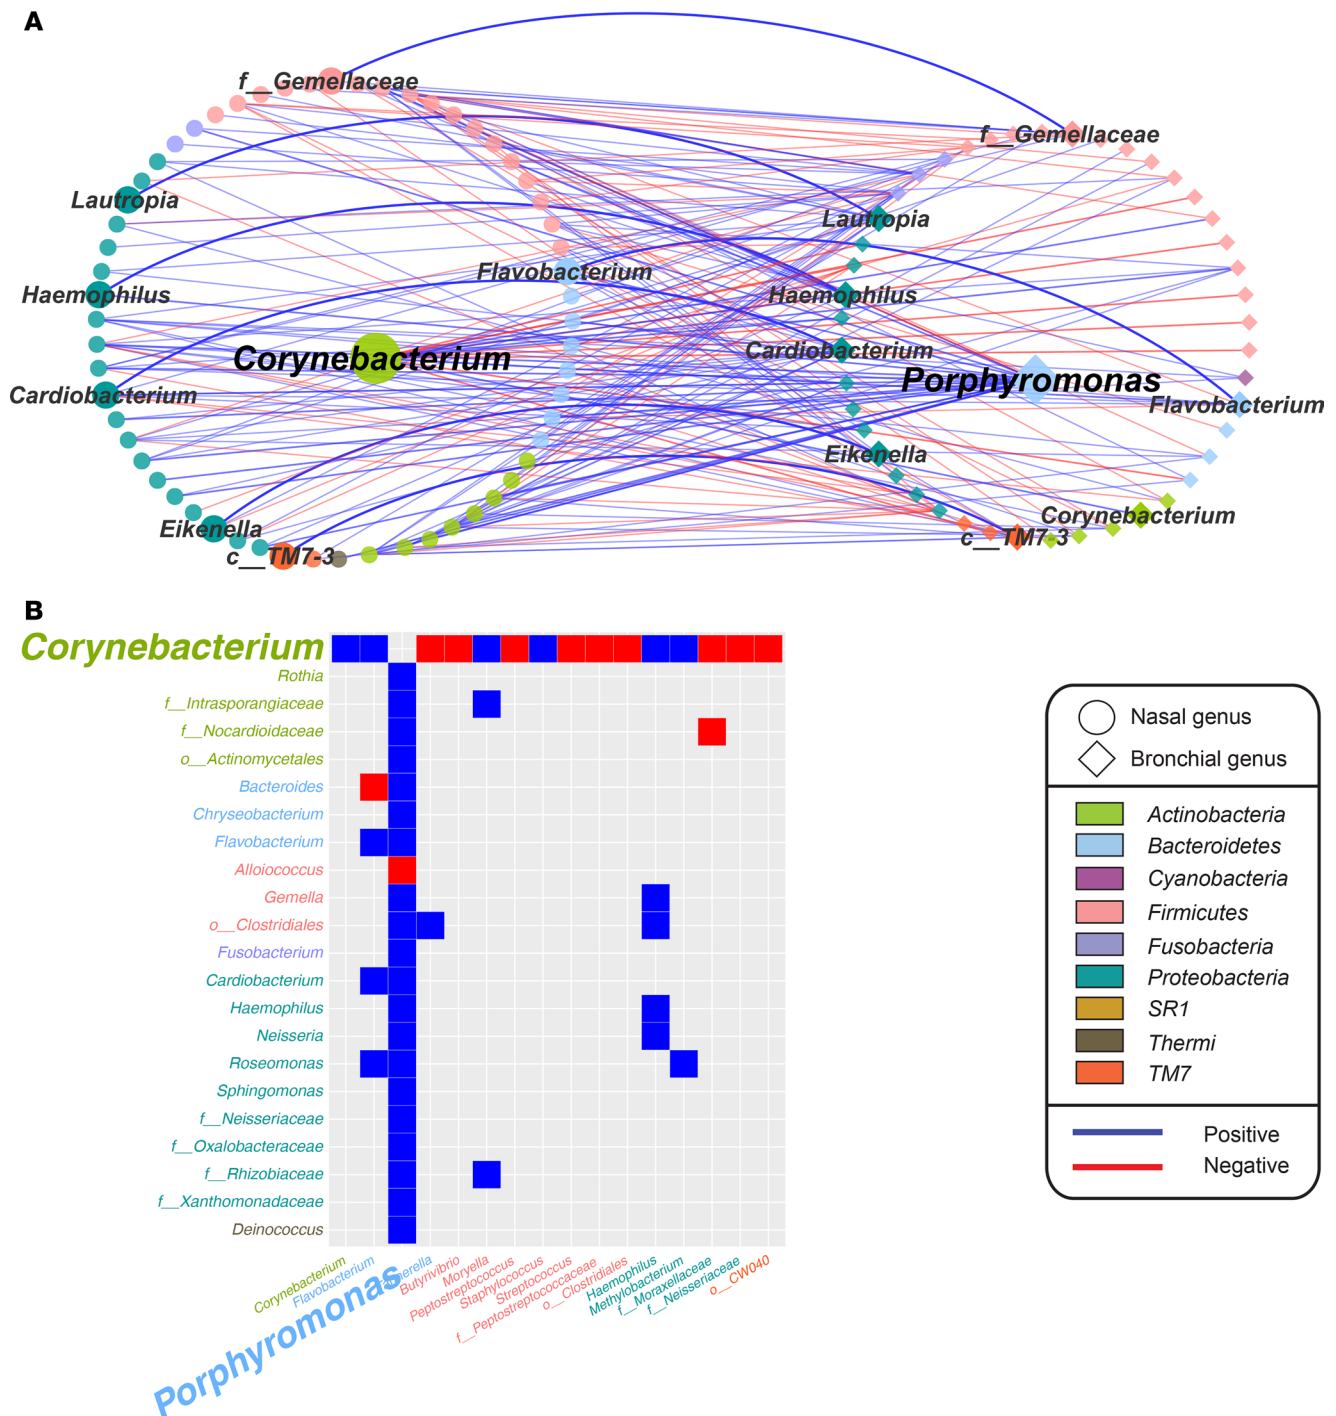 A
f__Gemellaceae
f__Gemellaceae
Lautropia
Lautropia
Flavobacterium
Haemophilus
Haemophilus
Corynebacterium
Cardiobacterium
Porphyromonas
Cardiobacterium
Flavobacterium
Eikenella
Corynebacterium
Eikenella
c__TM7-3
c__TM7-3
B
Corynebacterium
Rothia
f__Intrasporangiaceae
f__Nocardioidaceae
o__Actinomycetales
Bacteroides
Chryseobacterium
Flavobacterium
Alloiococcus
Gemella
o__Clostridiales
Fusobacterium
Cardiobacterium
Haemophilus
Neisseria
Roseomonas
Sphingomonas
f__Neisseriaceae
f__Oxalobacteraceae
f__Rhizobiaceae
f__Xanthomonadaceae
Deinococcus
Corynebacterium
Flavobacterium
Porphyromonas
Butyrivibrio
Moryella
Peptostreptococcus
Staphylococcus
Streptococcus
f__Peptostreptococcaceae
o__Clostridiales
Haemophilus
Methylobacterium
f__Moraxellaceae
f__Neisseriaceae
o__CW040
Nasal genus
Bronchial genus
Actinobacteria
Bacteroidetes
Cyanobacteria
Firmicutes
Fusobacteria
Proteobacteria
SR1
Thermi
TM7
Positive
Negative